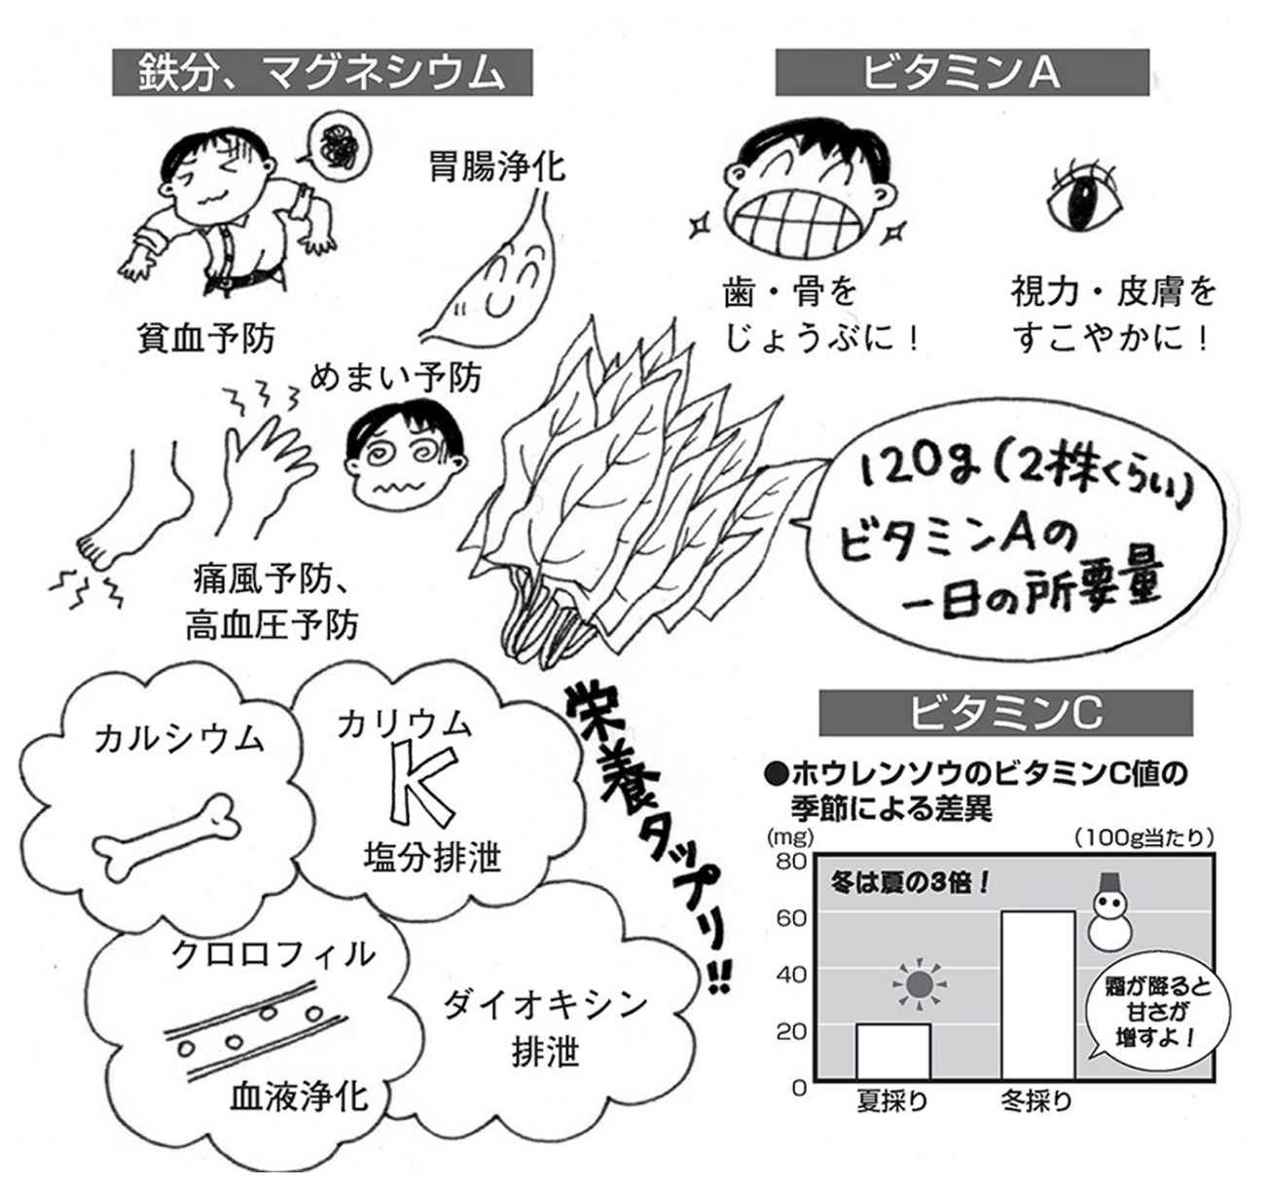 鉄分、マグネシウム
貧血予防
胃腸浄化
めまい予防
痛風予防、
高血圧予防
ビタミンA
歯・骨を
じょうぶに!
視力・皮膚を
すこやかに!
120g(2株くらい)
ビタミンAの
一日の所要量
カルシウム
カリウム
K
塩分排泄
クロロフィル
血液浄化
ダイオキシン
排泄
栄養タップリ!!
ビタミンC
●ホウレンソウのビタミンC値の
季節による差異
(mg)
(100g当たり)
80
60
40
20
0
冬は夏の3倍!
霜が降ると
甘さが
増すよ!
夏採り
冬採り